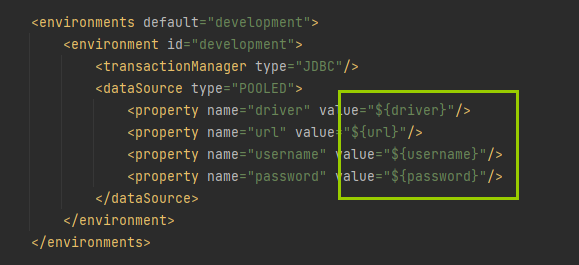 <environments default="development">
<environment id="development">
<transactionManager type="JDBC"/>
<dataSource type="POOLED">
<property name="driver" value="${driver}"/>
<property name="url" value="${url}"/>
<property name="username" value="${username}"/>
<property name="password" value="${password}"/>
</dataSource>
</environment>
</environments>